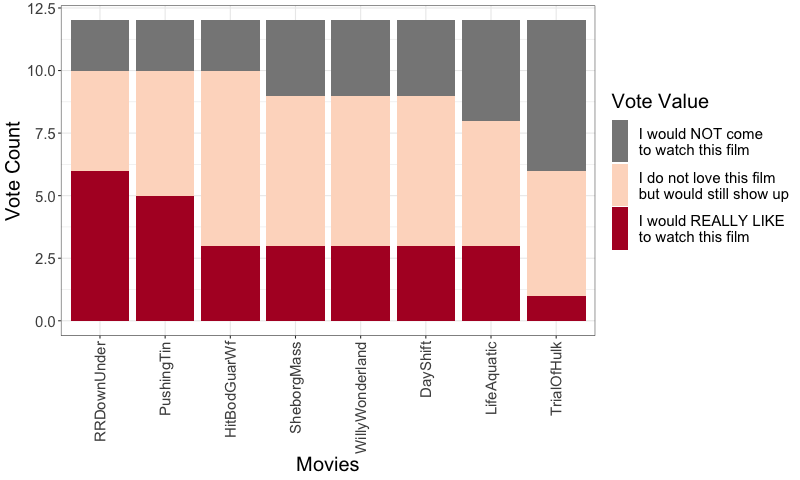 12.5
10.0
7.5
5.0
2.5
0.0
Vote Count
RRDownUnder
PushingTin
HitBodGuarWf
SheborgMass
WillyWonderland
DayShift
LifeAquatic
TrialOfHulk
Movies
Vote Value
I would NOT come
to watch this film
I do not love this film
but would still show up
I would REALLY LIKE
to watch this film